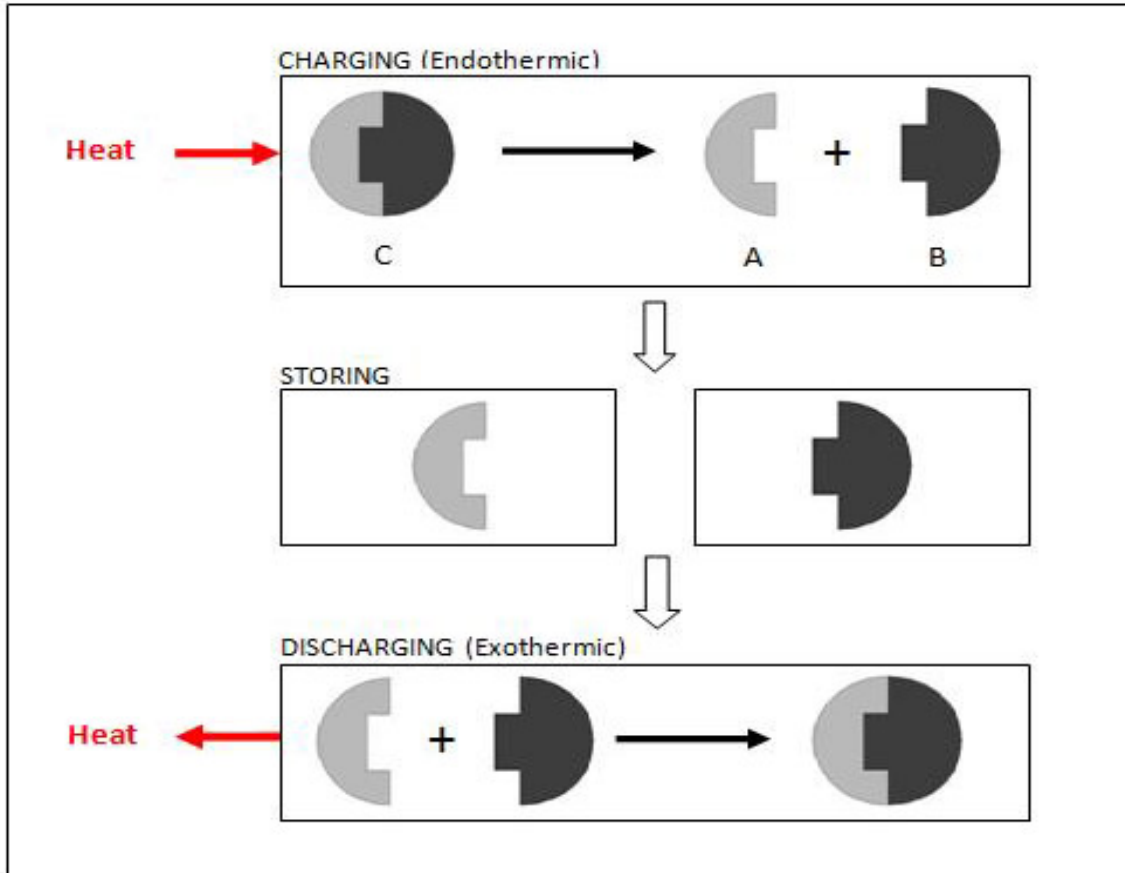 CHARGING (Endothermic)
Heat
+
C
A
B
STORING
DISCHARGING (Exothermic)
Heat
+